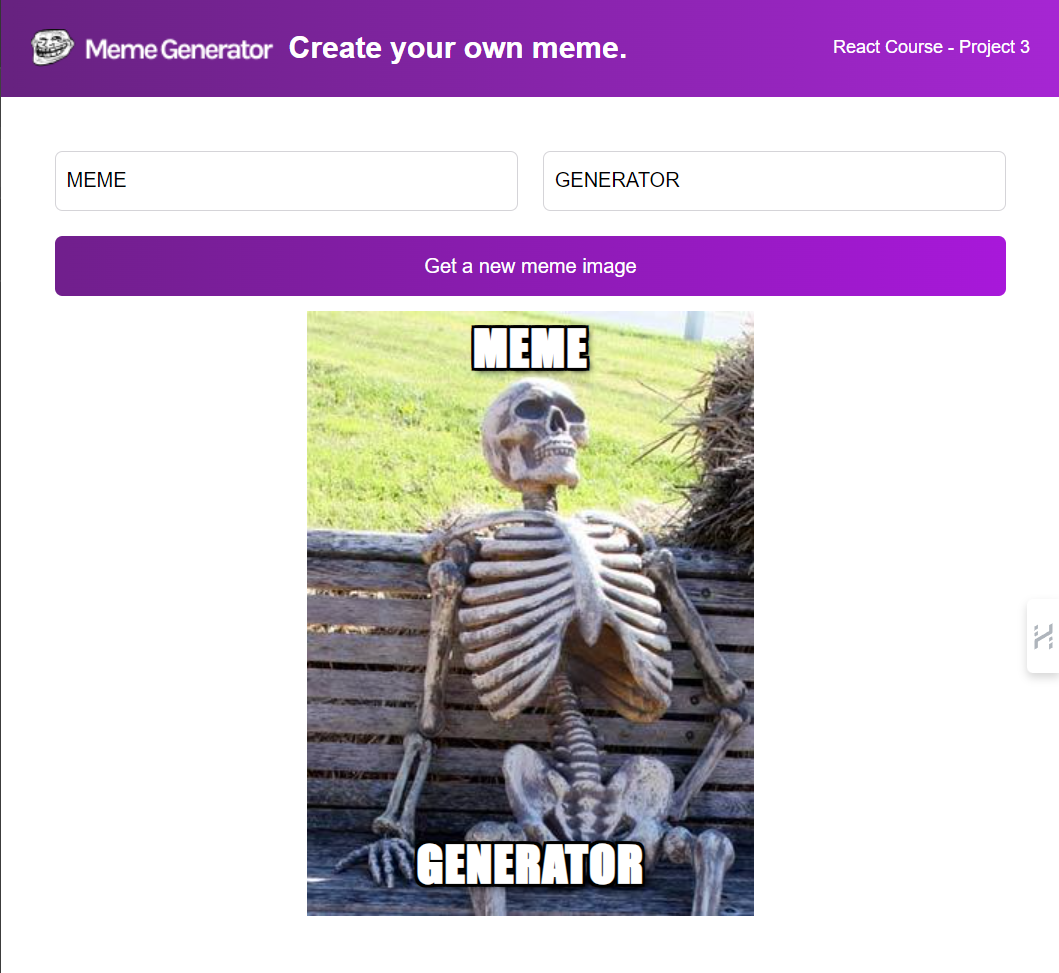 Meme Generator Create your own meme. React Course - Project 3
MEME GENERATOR
Get a new meme image
MEME
GENERATOR